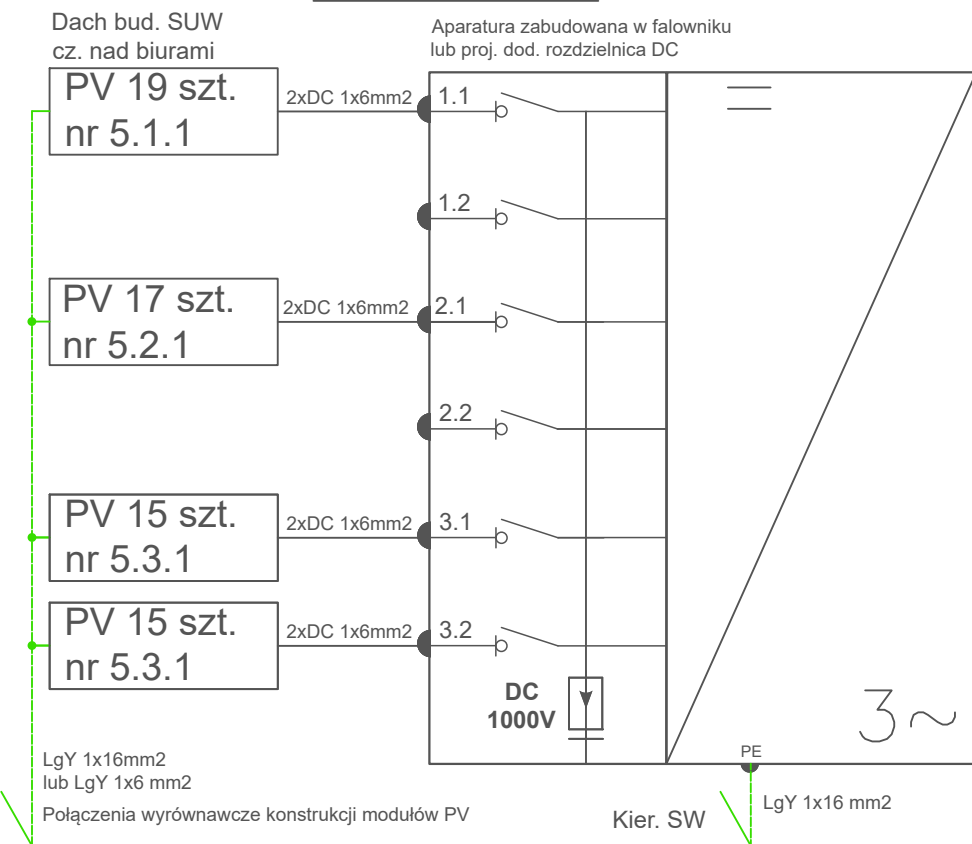 Dach bud. SUW
cz. nad biurami
Aparatura zabudowana w falowniku
lub proj. dod. rozdzielnica DC
PV 19 szt.
nr 5.1.1
2xDC 1x6mm2
1.1
1.2
PV 17 szt.
nr 5.2.1
2xDC 1x6mm2
2.1
2.2
PV 15 szt.
nr 5.3.1
2xDC 1x6mm2
3.1
PV 15 szt.
nr 5.3.1
2xDC 1x6mm2
3.2
DC
1000V
3~
PE
LgY 1x16mm2
lub LgY 1x6 mm2
Połączenia wyrównawcze konstrukcji modułów PV
Kier. SW
LgY 1x16 mm2